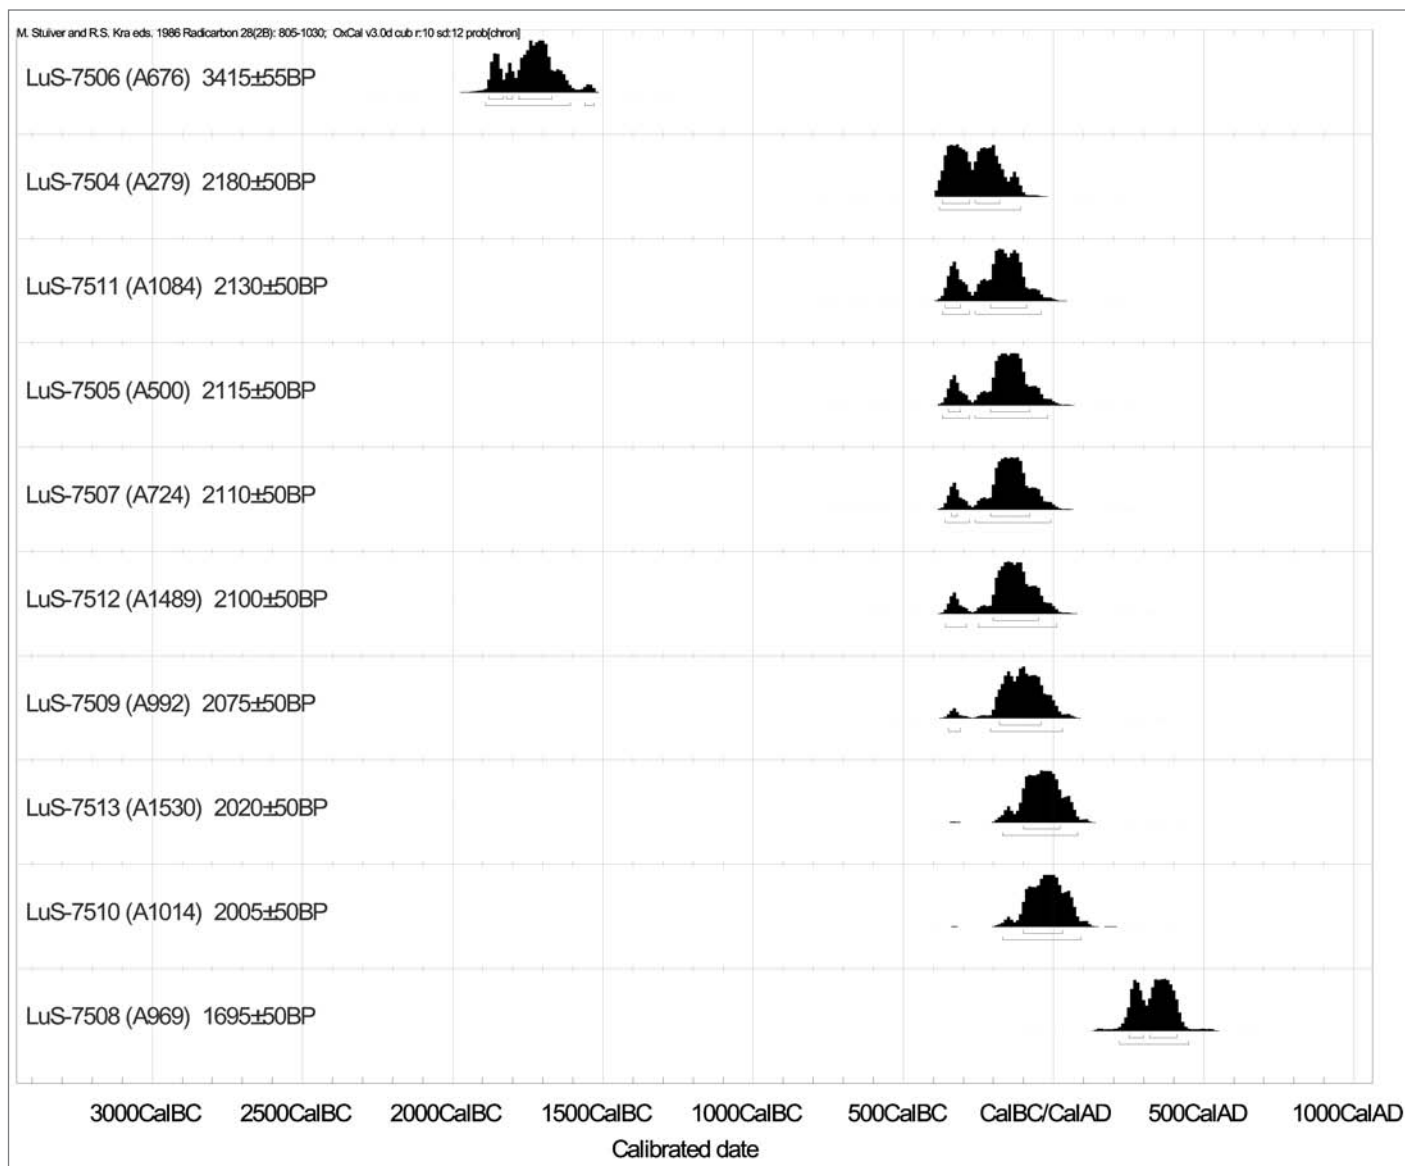 M. Stuiver and R.S. Kra eds. 1986 Radicarbon 28(2B): 805-1030; OxCal v3.0d cub r:10 sd:12 prob[chron]
LuS-7506 (A676) 3415±55BP
LuS-7504 (A279) 2180±50BP
LuS-7511 (A1084) 2130±50BP
LuS-7505 (A500) 2115±50BP
LuS-7507 (A724) 2110±50BP
LuS-7512 (A1489) 2100±50BP
LuS-7509 (A992) 2075±50BP
LuS-7513 (A1530) 2020±50BP
LuS-7510 (A1014) 2005±50BP
LuS-7508 (A969) 1695±50BP
3000CalBC 2500CalBC 2000CalBC 1500CalBC 1000CalBC 500CalBC CalBC/CalAD 500CalAD 1000CalAD
Calibrated date